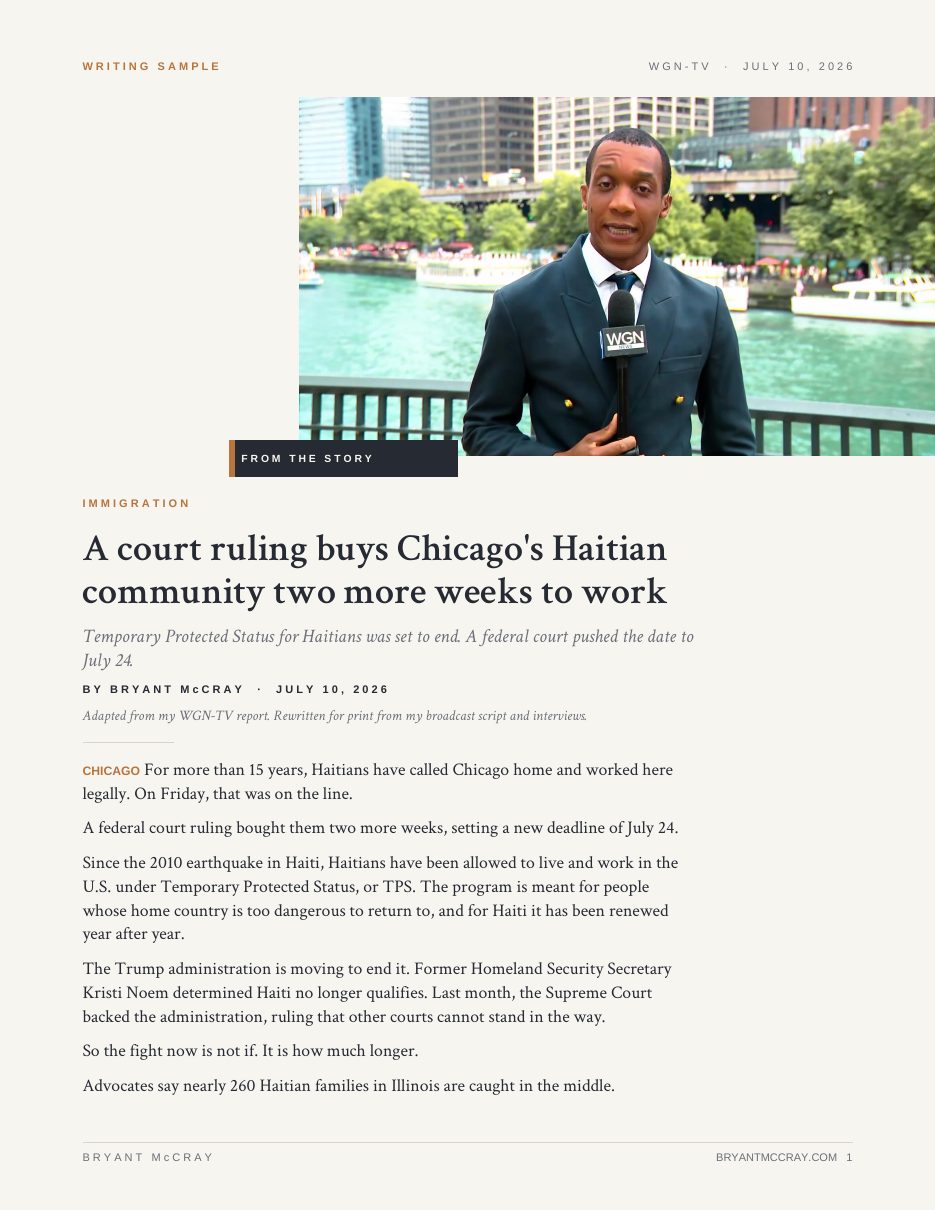 WRITING SAMPLE
WGN-TV · JULY 10, 2026
WGN
NEWS
FROM THE STORY
IMMIGRATION
A court ruling buys Chicago's Haitian
community two more weeks to work
Temporary Protected Status for Haitians was set to end. A federal court pushed the date to
July 24.
BY BRYANT McCRAY · JULY 10, 2026
Adapted from my WGN-TV report. Rewritten for print from my broadcast script and interviews.
CHICAGO For more than 15 years, Haitians have called Chicago home and worked here
legally. On Friday, that was on the line.
A federal court ruling bought them two more weeks, setting a new deadline of July 24.
Since the 2010 earthquake in Haiti, Haitians have been allowed to live and work in the
U.S. under Temporary Protected Status, or TPS. The program is meant for people
whose home country is too dangerous to return to, and for Haiti it has been renewed
year after year.
The Trump administration is moving to end it. Former Homeland Security Secretary
Kristi Noem determined Haiti no longer qualifies. Last month, the Supreme Court
backed the administration, ruling that other courts cannot stand in the way.
So the fight now is not if. It is how much longer.
Advocates say nearly 260 Haitian families in Illinois are caught in the middle.
BRYANT McCRAY
BRYANTMCCRAY.COM 1